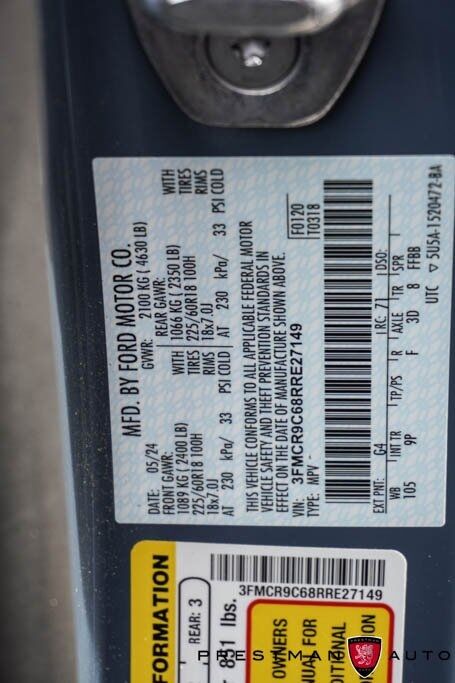 MFD. BY FORD MOTOR CO.
DATE: 05/24 GVWR: 2100 KG ( 4630 LB)
FRONT GAWR: REAR GAWR: WITH
1089 KG ( 2400 LB) 1066 KG ( 2350 LB) TIRES
225/60R18 100H WITH TIRES 225/60R18 100H RIMS
18x7.0J RIMS 18x7.0J
AT 230 kPa/ 33 PSI COLD AT 230 kPa/ 33 PSI COLD
THIS VEHICLE CONFORMS TO ALL APPLICABLE FEDERAL MOTOR
VEHICLE SAFETY AND THEFT PREVENTION STANDARDS IN
EFFECT ON THE DATE OF MANUFACTURE SHOWN ABOVE.
VIN: 3FMCR9C68RRE27149
TYPE: MPV
F0120
T0318
EXT PNT: G4 RC: 71 DSO:
WB INT TR TP/PS R AXLE TR SPR
105 9P F 3D 8 FFBB
UTC ▽ 5U5A-1520472-BA
FORMATION
REAR: 3
lbs.
3FMCR9C68RRE27149
OWNERS
FOR
PRESTMAN AUTO